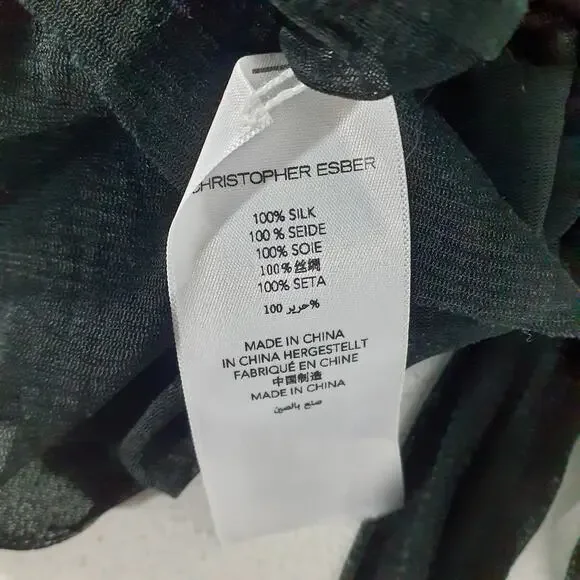 CHRISTOPHER ESBER
100% SILK
100 % SEIDE
100% SOIE
100%丝绸
100% SETA
100 حرير%
MADE IN CHINA
IN CHINA HERGESTELLT
FABRIQUÉ EN CHINE
中国制造
MADE IN CHINA
صنع بالصين